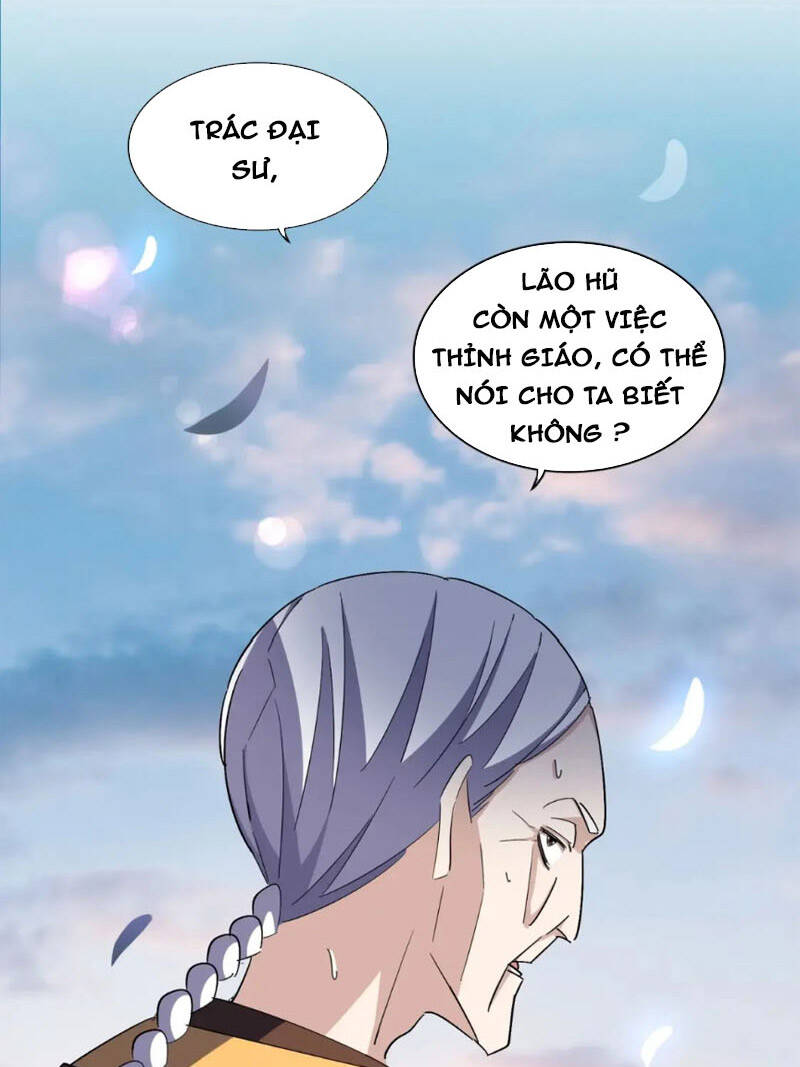 TRÁC ĐẠI
SƯ,
LÃO HŨ
CÒN MỘT VIỆC
THỈNH GIÁO, CÓ THỂ
NÓI CHO TA BIẾT
KHÔNG ?